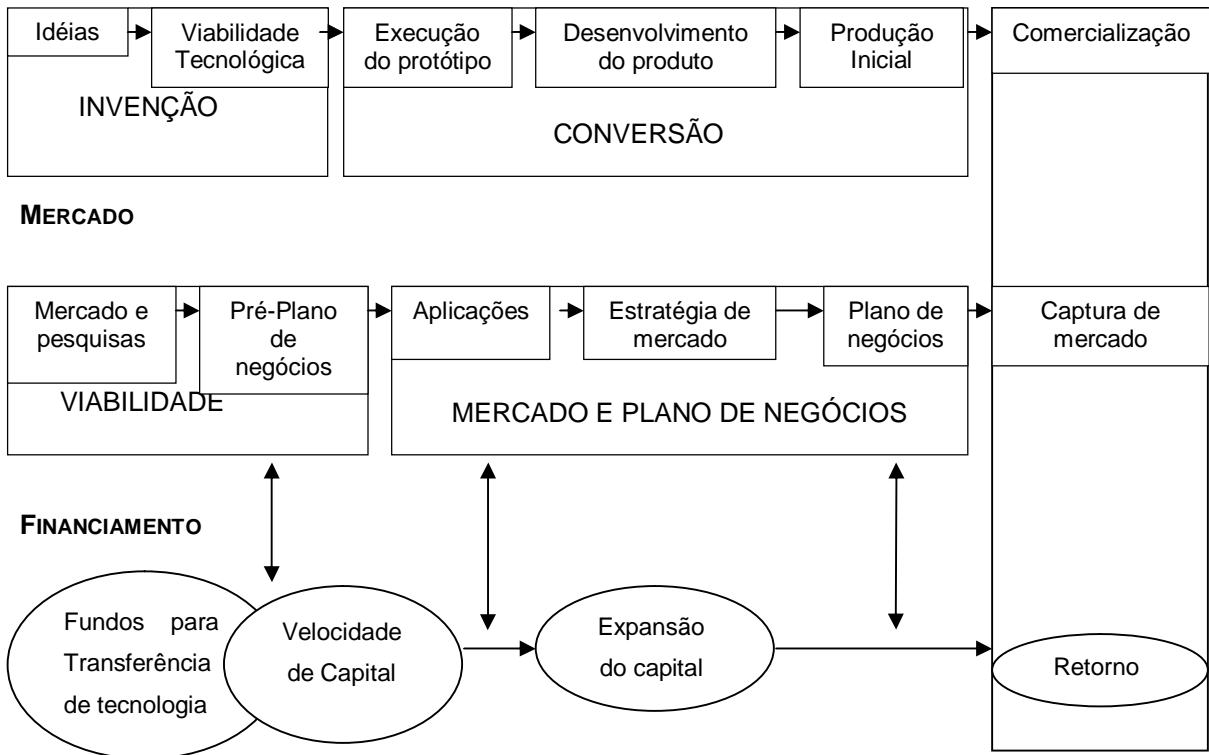 Idéias
Viabilidade
Tecnológica
Execução
do protótipo
Desenvolvimento
do produto
Produção
Inicial
Comercialização
INVENÇÃO
CONVERSÃO
MERCADO
Mercado e
pesquisas
Pré-Plano
de
negócios
Aplicações
Estratégia de
mercado
Plano de
negócios
Captura de
mercado
VIABILIDADE
MERCADO E PLANO DE NEGÓCIOS
FINANCIAMENTO
Fundos para
Transferência
de tecnologia
Velocidade
de Capital
Expansão
do capital
Retorno